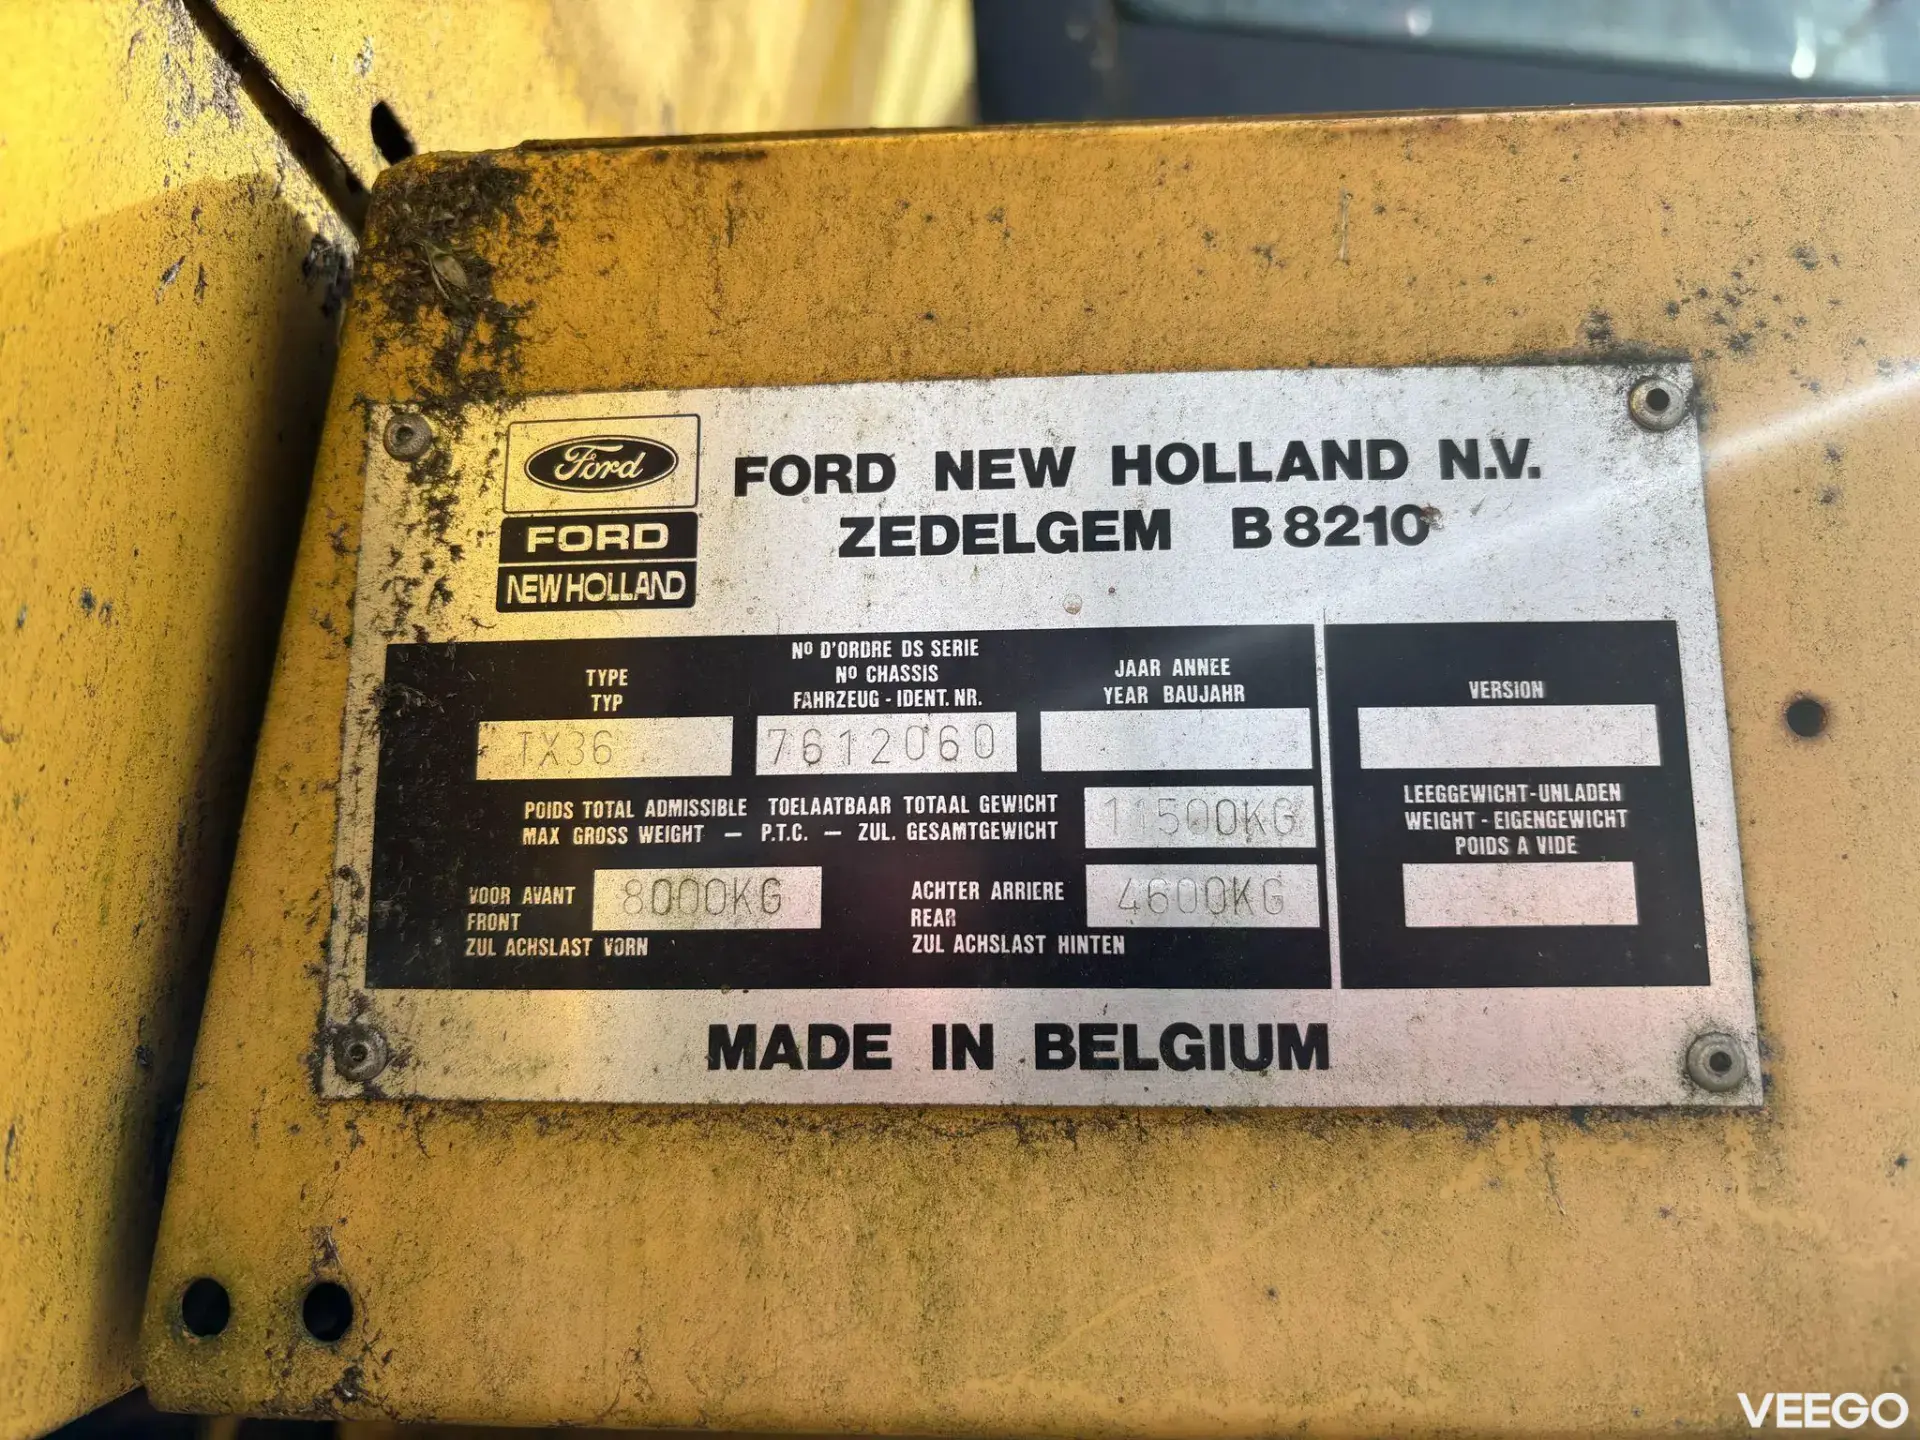 Ford
FORD
NEW HOLLAND
FORD NEW HOLLAND N.V.
ZEDELGEM B 8210
TYPE
TYP
TX36
Nº D'ORDRE DS SERIE
Nº CHASSIS
FAHRZEUG - IDENT. NR.
7612060
JAAR ANNEE
YEAR BAUJAHR
VERSION
POIDS TOTAL ADMISSIBLE TOELAATBAAR TOTAAL GEWICHT
MAX GROSS WEIGHT – P.T.C. – ZUL. GESAMTGEWICHT
11500KG
LEEGGEWICHT-UNLADEN
WEIGHT - EIGENGEWICHT
POIDS A VIDE
VOOR AVANT
FRONT
ZUL ACHSLAST VORN
8000KG
ACHTER ARRIERE
REAR
ZUL ACHSLAST HINTEN
4600KG
MADE IN BELGIUM
VEEGO